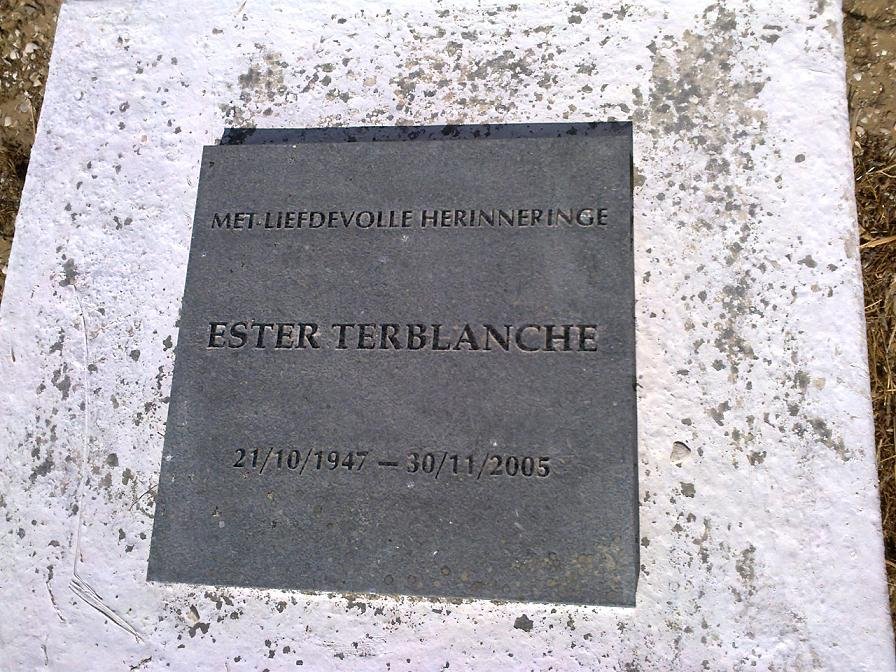 MET LIEFDEVOLLE HERINNERINGE
ESTER TERBLANCHE
21/10/1947 – 30/11/2005